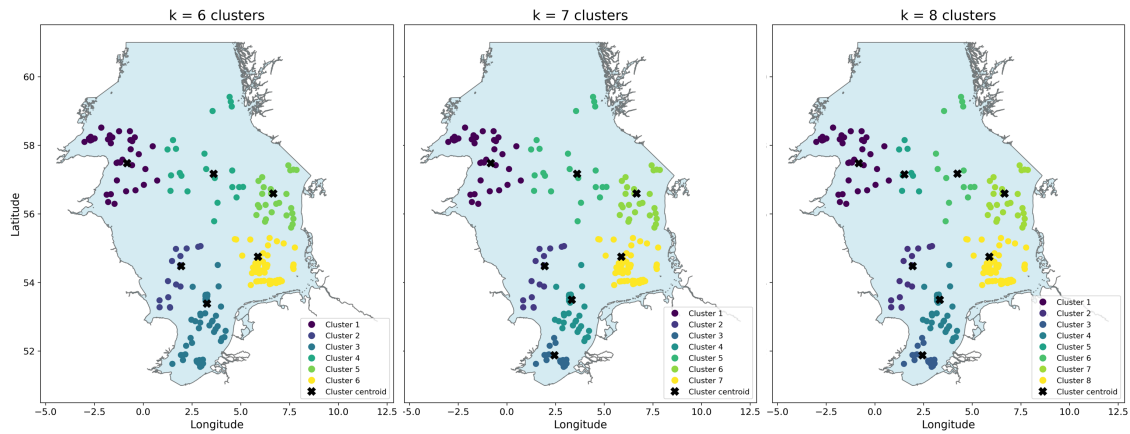 k = 6 clusters
k = 7 clusters
k = 8 clusters
Latitude
60
58
56
54
52
Cluster 1
Cluster 2
Cluster 3
Cluster 4
Cluster 5
Cluster 6
Cluster centroid
−5.0 −2.5 0.0 2.5 5.0 7.5 10.0 12.5
Longitude
Cluster 1
Cluster 2
Cluster 3
Cluster 4
Cluster 5
Cluster 6
Cluster 7
Cluster centroid
−5.0 −2.5 0.0 2.5 5.0 7.5 10.0 12.5
Longitude
Cluster 1
Cluster 2
Cluster 3
Cluster 4
Cluster 5
Cluster 6
Cluster 7
Cluster 8
Cluster centroid
−5.0 −2.5 0.0 2.5 5.0 7.5 10.0 12.5
Longitude